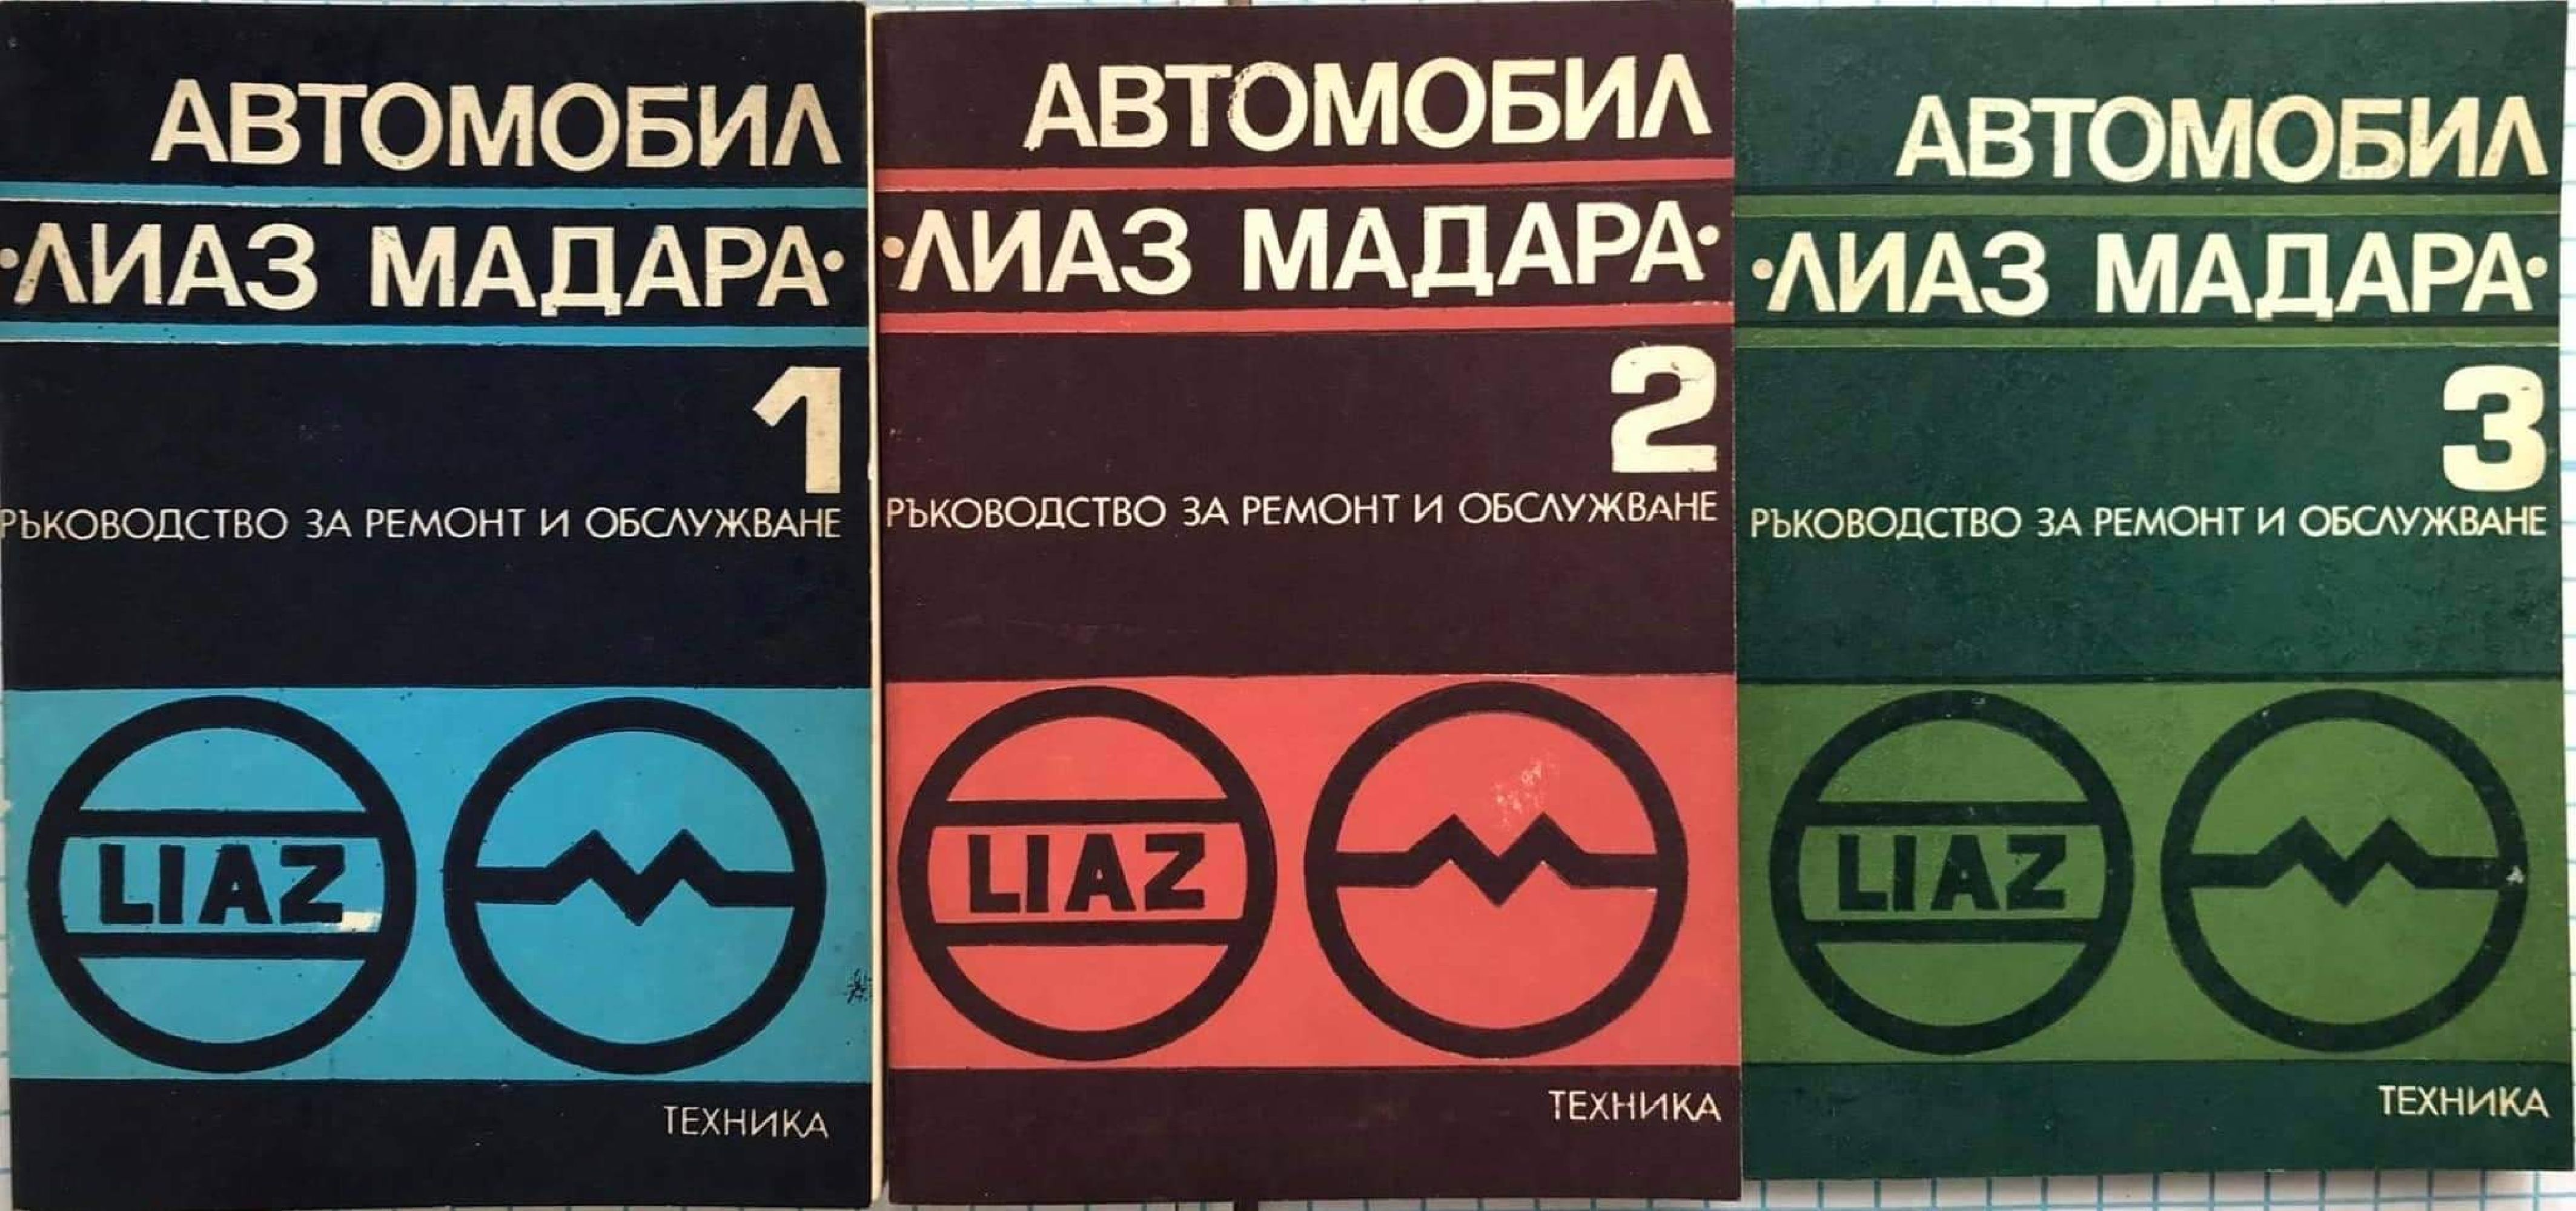 АВТОМОБИЛ
·ЛИАЗ МАДАРА·
1
РЪКОВОДСТВО ЗА РЕМОНТ И ОБСЛУЖВАНЕ
LIAZ
ТЕХНИКА
АВТОМОБИЛ
·ЛИАЗ МАДАРА·
2
РЪКОВОДСТВО ЗА РЕМОНТ И ОБСЛУЖВАНЕ
LIAZ
ТЕХНИКА
АВТОМОБИЛ
·ЛИАЗ МАДАРА·
3
РЪКОВОДСТВО ЗА РЕМОНТ И ОБСЛУЖВАНЕ
LIAZ
ТЕХНИКА